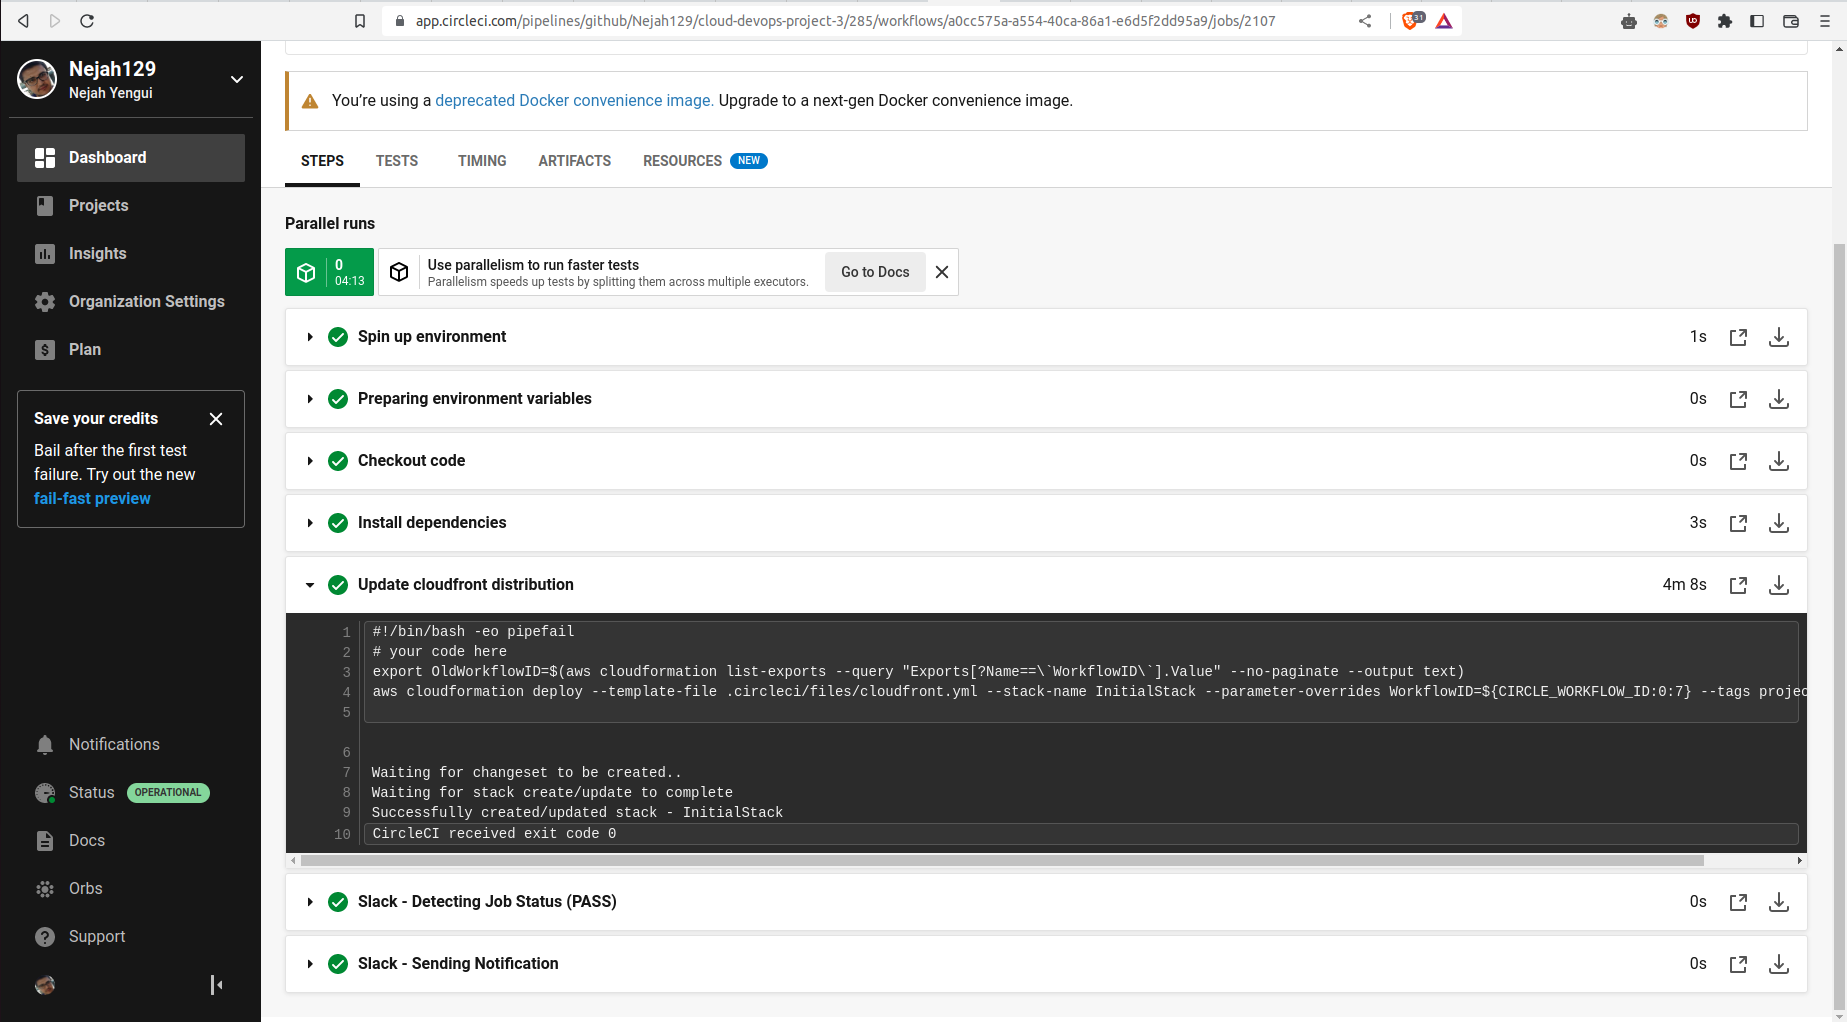 app.circleci.com/pipelines/github/Nejah129/cloud-devops-project-3/285/workflows/a0cc575a-a554-40ca-86a1-e6d5f2dd95a9/jobs/2107
31
Nejah129
Nejah Yengui
Dashboard
Projects
Insights
Organization Settings
Plan
Save your credits
Bail after the first test
failure. Try out the new
fail-fast preview
Notifications
Status OPERATIONAL
Docs
Orbs
Support
You’re using a deprecated Docker convenience image. Upgrade to a next-gen Docker convenience image.
STEPS TESTS TIMING ARTIFACTS RESOURCES NEW
Parallel runs
0
04:13
Use parallelism to run faster tests
Parallelism speeds up tests by splitting them across multiple executors.
Go to Docs
Spin up environment 1s
Preparing environment variables 0s
Checkout code 0s
Install dependencies 3s
Update cloudfront distribution 4m 8s
1 #!/bin/bash -eo pipefail
2 # your code here
3 export OldWorkflowID=$(aws cloudformation list-exports --query "Exports[?Name==\`WorkflowID\`].Value" --no-paginate --output text)
4 aws cloudformation deploy --template-file .circleci/files/cloudfront.yml --stack-name InitialStack --parameter-overrides WorkflowID=${CIRCLE_WORKFLOW_ID:0:7} --tags projec
5
6
7 Waiting for changeset to be created..
8 Waiting for stack create/update to complete
9 Successfully created/updated stack - InitialStack
10 CircleCI received exit code 0
Slack - Detecting Job Status (PASS) 0s
Slack - Sending Notification 0s